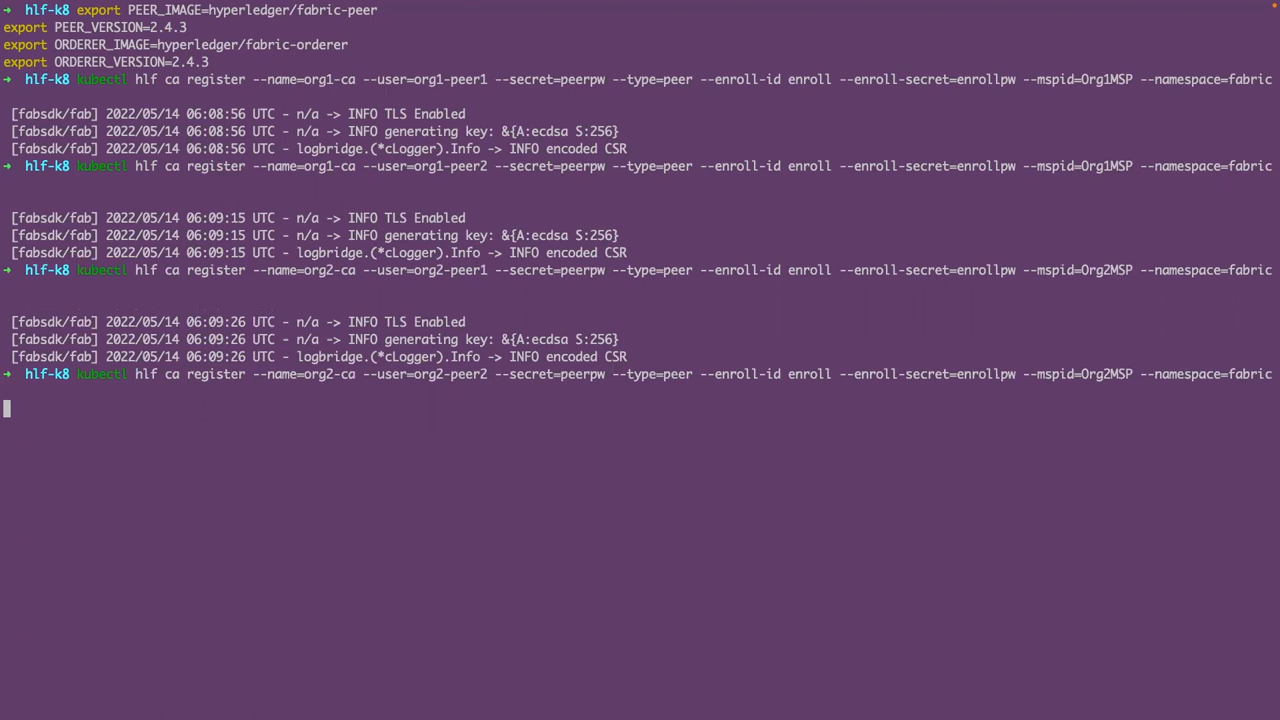 ➜ hlf-k8 export PEER_IMAGE=hyperledger/fabric-peer
export PEER_VERSION=2.4.3
export ORDERER_IMAGE=hyperledger/fabric-orderer
export ORDERER_VERSION=2.4.3
➜ hlf-k8 kubectl hlf ca register --name=org1-ca --user=org1-peer1 --secret=peerpw --type=peer --enroll-id enroll --enroll-secret=enrollpw --mspid=Org1MSP --namespace=fabric
[fabsdk/fab] 2022/05/14 06:08:56 UTC - n/a -> INFO TLS Enabled
[fabsdk/fab] 2022/05/14 06:08:56 UTC - n/a -> INFO generating key: &{A:ecdsa S:256}
[fabsdk/fab] 2022/05/14 06:08:56 UTC - logbridge.(*cLogger).Info -> INFO encoded CSR
➜ hlf-k8 kubectl hlf ca register --name=org1-ca --user=org1-peer2 --secret=peerpw --type=peer --enroll-id enroll --enroll-secret=enrollpw --mspid=Org1MSP --namespace=fabric
[fabsdk/fab] 2022/05/14 06:09:15 UTC - n/a -> INFO TLS Enabled
[fabsdk/fab] 2022/05/14 06:09:15 UTC - n/a -> INFO generating key: &{A:ecdsa S:256}
[fabsdk/fab] 2022/05/14 06:09:15 UTC - logbridge.(*cLogger).Info -> INFO encoded CSR
➜ hlf-k8 kubectl hlf ca register --name=org2-ca --user=org2-peer1 --secret=peerpw --type=peer --enroll-id enroll --enroll-secret=enrollpw --mspid=Org2MSP --namespace=fabric
[fabsdk/fab] 2022/05/14 06:09:26 UTC - n/a -> INFO TLS Enabled
[fabsdk/fab] 2022/05/14 06:09:26 UTC - n/a -> INFO generating key: &{A:ecdsa S:256}
[fabsdk/fab] 2022/05/14 06:09:26 UTC - logbridge.(*cLogger).Info -> INFO encoded CSR
➜ hlf-k8 kubectl hlf ca register --name=org2-ca --user=org2-peer2 --secret=peerpw --type=peer --enroll-id enroll --enroll-secret=enrollpw --mspid=Org2MSP --namespace=fabric